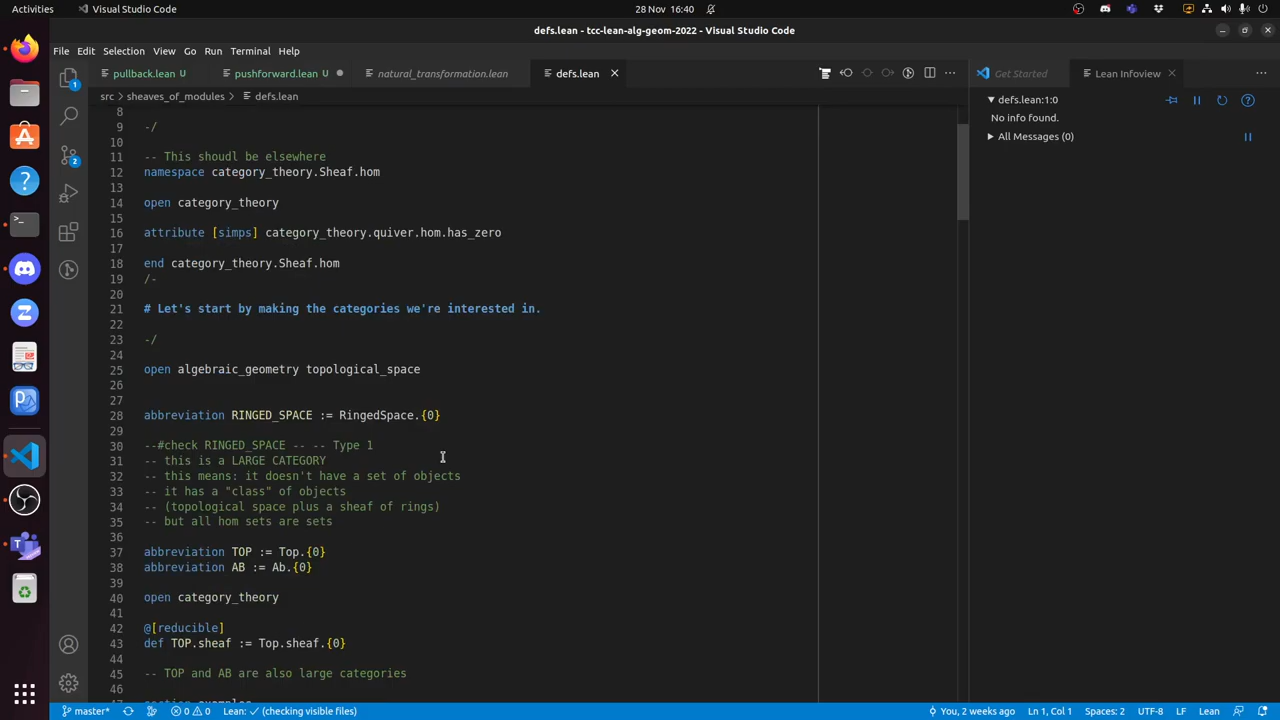 Activities
Visual Studio Code
28 Nov 16:40
defs.lean - tcc-lean-alg-geom-2022 - Visual Studio Code
File Edit Selection View Go Run Terminal Help
pullback.lean
pushforward.lean
natural_transformation.lean
defs.lean
Get Started
Lean Infoview
src > sheaves_of_modules > defs.lean
defs.lean:1:0
No info found.
All Messages (0)
8
9 -/
10
11 -- This shoudl be elsewhere
12 namespace category_theory.Sheaf.hom
13
14 open category_theory
15
16 attribute [simps] category_theory.quiver.hom.has_zero
17
18 end category_theory.Sheaf.hom
19 /-
20
21 # Let's start by making the categories we're interested in.
22
23 -/
24
25 open algebraic_geometry topological_space
26
27
28 abbreviation RINGED_SPACE := RingedSpace.{0}
29
30 --#check RINGED_SPACE -- -- Type 1
31 -- this is a LARGE CATEGORY
32 -- this means: it doesn't have a set of objects
33 -- it has a "class" of objects
34 -- (topological space plus a sheaf of rings)
35 -- but all hom sets are sets
36
37 abbreviation TOP := Top.{0}
38 abbreviation AB := Ab.{0}
39
40 open category_theory
41
42 @[reducible]
43 def TOP.sheaf := Top.sheaf.{0}
44
45 -- TOP and AB are also large categories
46
47 section examples
1
2
master*
0 0
Lean: ✓ (checking visible files)
You, 2 weeks ago
Ln 1, Col 1
Spaces: 2
UTF-8
LF
Lean